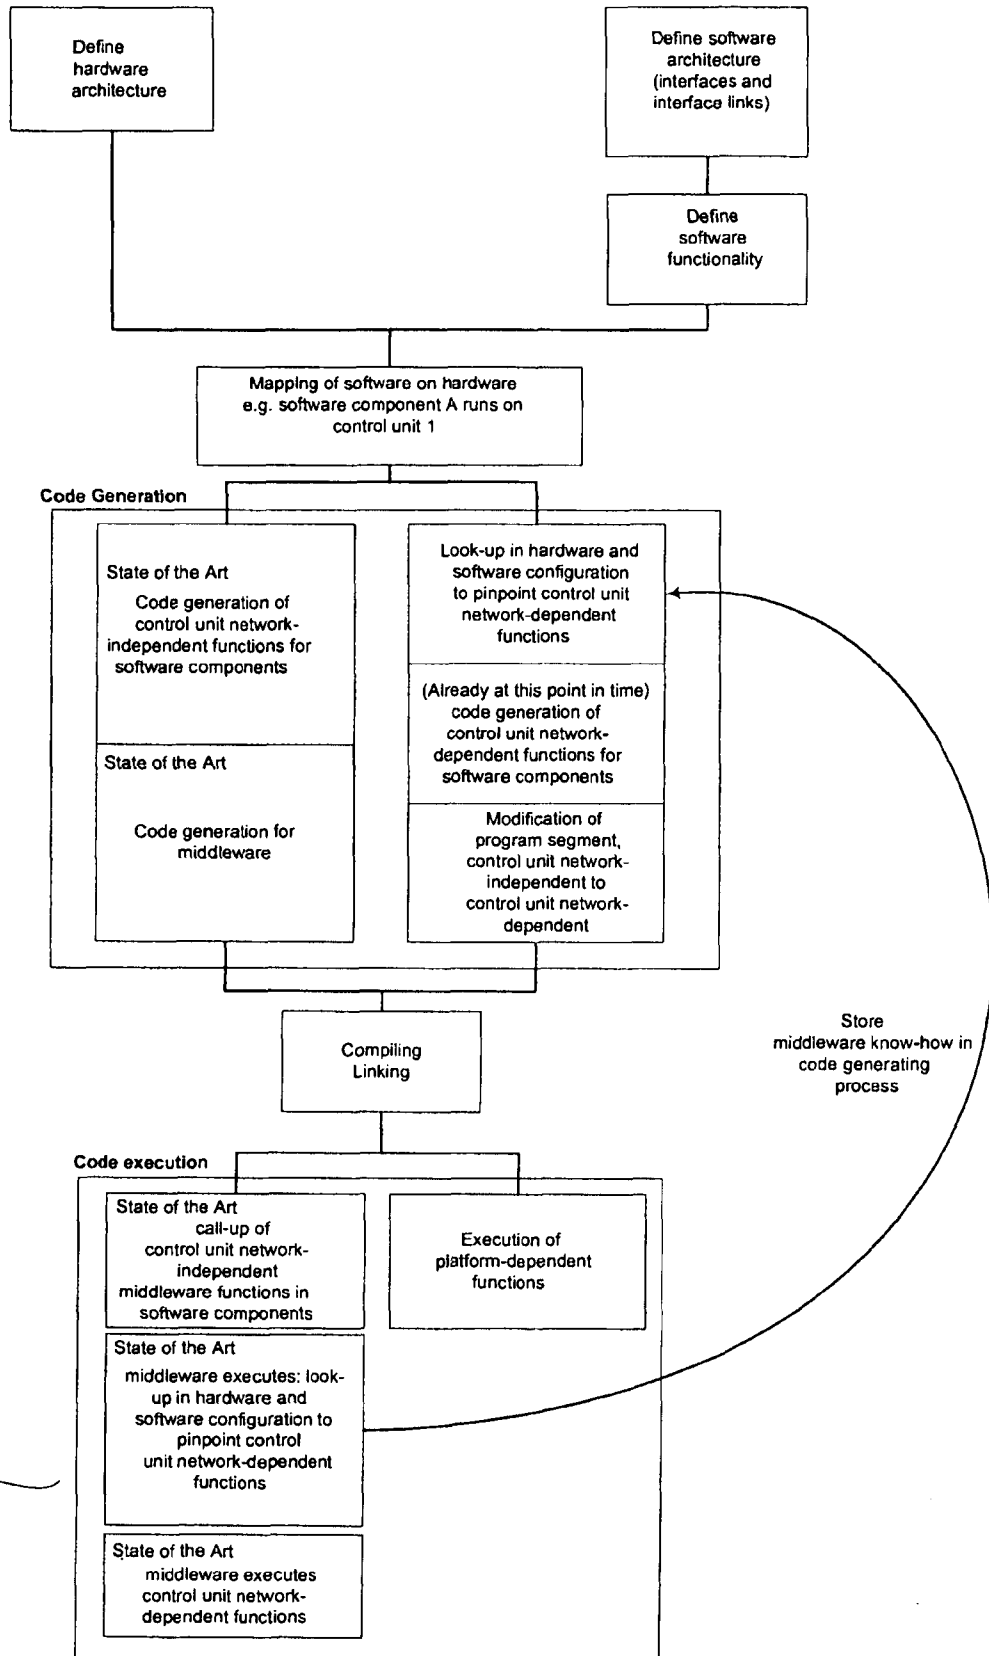 Define
hardware
architecture
Define software
architecture
(interfaces and
interface links)
Define
software
functionality
Mapping of software on hardware
e.g. software component A runs on
control unit 1
Code Generation
State of the Art
Code generation of
control unit network-
independent functions for
software components
State of the Art
Code generation for
middleware
Look-up in hardware and
software configuration
to pinpoint control unit
network-dependent
functions
(Already at this point in time)
code generation of
control unit network-
dependent functions for
software components
Modification of
program segment,
control unit network-
independent to
control unit network-
dependent
Store
middleware know-how in
code generating
process
Compiling
Linking
Code execution
State of the Art
call-up of
control unit network-
independent
middleware functions in
software components
Execution of
platform-dependent
functions
State of the Art
middleware executes: look-
up in hardware and
software configuration to
pinpoint control
unit network-dependent
functions
State of the Art
middleware executes
control unit network-
dependent functions